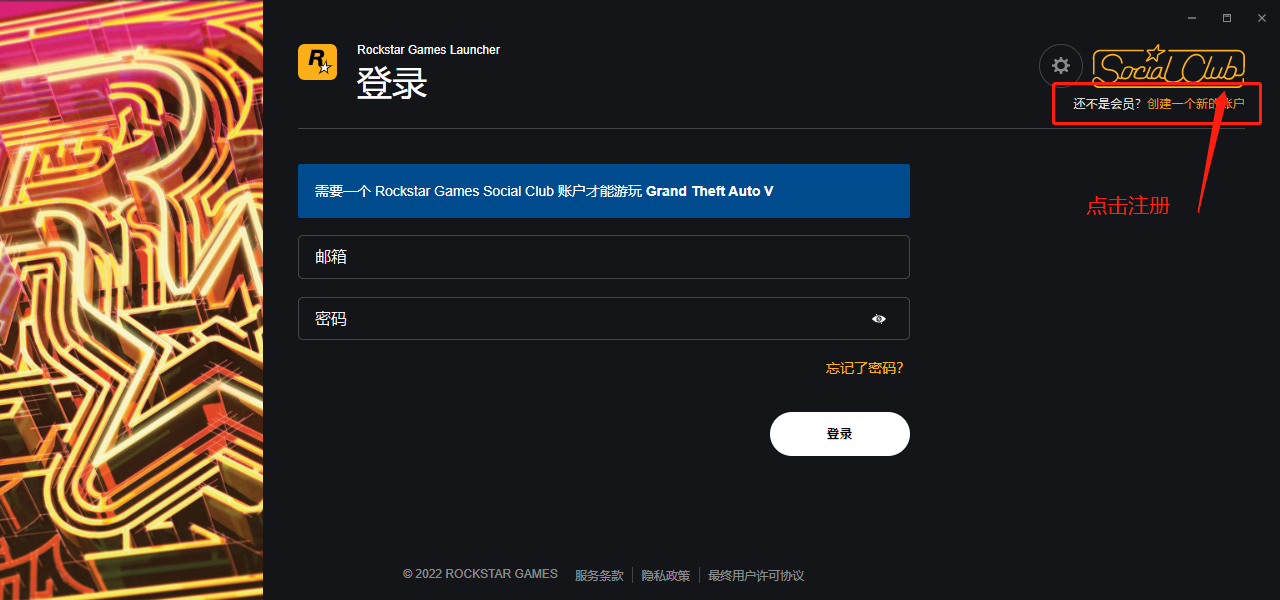 Rockstar Games Launcher
登录
Social Club
还不是会员? 创建一个新的账户
点击注册
需要一个 Rockstar Games Social Club 账户才能游玩 Grand Theft Auto V
邮箱
密码
忘记了密码?
登录
© 2022 ROCKSTAR GAMES 服务条款 隐私政策 最终用户许可协议